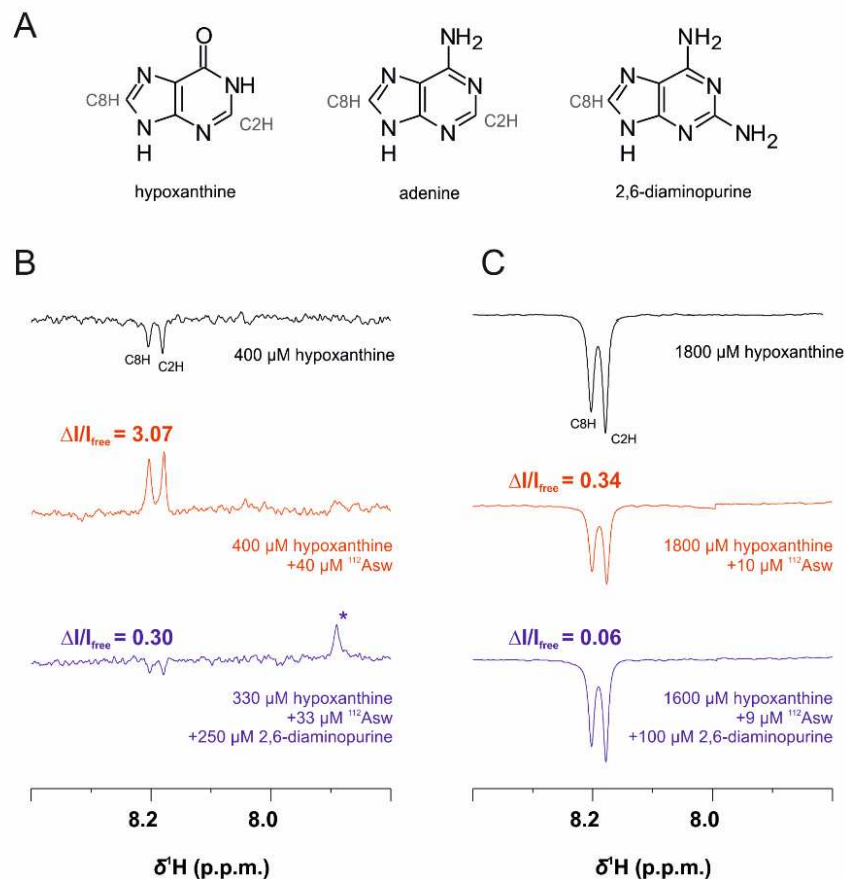 A
O
NH2
NH2
N
NH
N
N
N
N
C8H
C8H
C8H
N
N
C2H
N
N
C2H
N
N
NH2
H
H
H
hypoxanthine
adenine
2,6-diaminopurine
B
C8H
C2H
400 µM hypoxanthine
ΔI/Ifree = 3.07
400 µM hypoxanthine
+40 µM 112Asw
ΔI/Ifree = 0.30
*
330 µM hypoxanthine
+33 µM 112Asw
+250 µM 2,6-diaminopurine
8.2
8.0
δ1H (p.p.m.)
C
1800 µM hypoxanthine
C8H
C2H
ΔI/Ifree = 0.34
1800 µM hypoxanthine
+10 µM 112Asw
ΔI/Ifree = 0.06
1600 µM hypoxanthine
+9 µM 112Asw
+100 µM 2,6-diaminopurine
8.2
8.0
δ1H (p.p.m.)